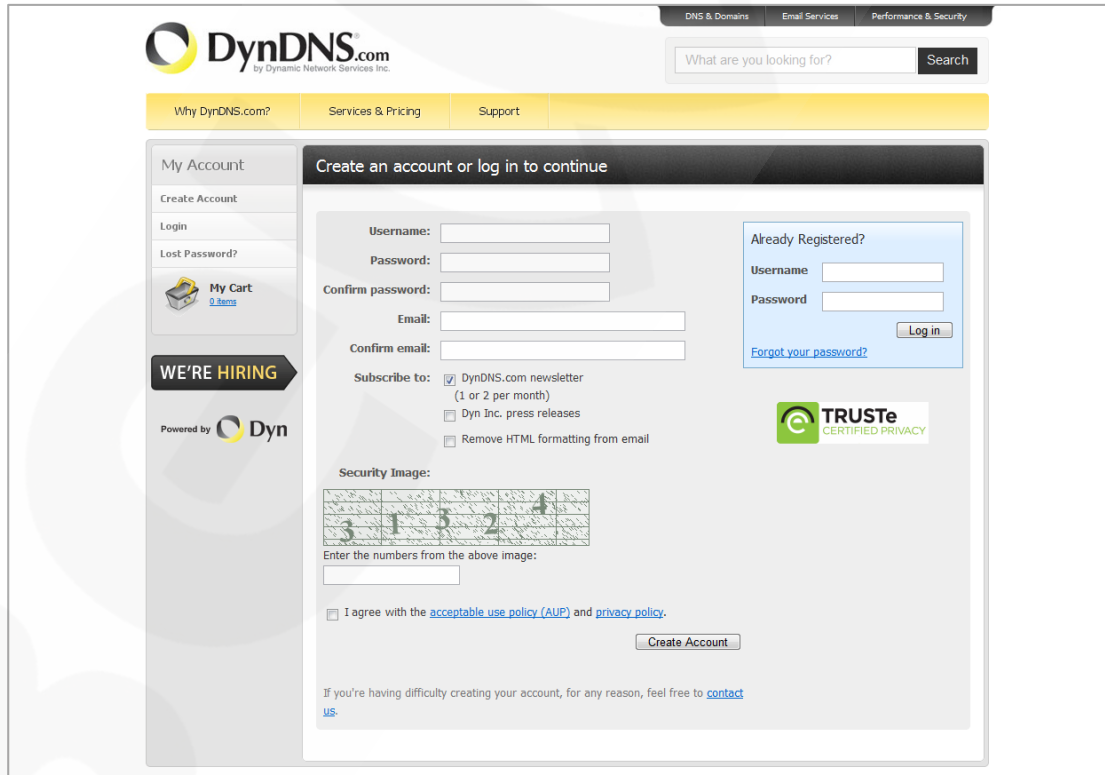 DNS & Domains Email Services Performance & Security
DynDNS.com
by Dynamic Network Services Inc.
What are you looking for? Search
Why DynDNS.com? Services & Pricing Support
My Account
Create Account
Login
Lost Password?
My Cart
0 items
WE'RE HIRING
Powered by Dyn
Create an account or log in to continue
Username:
Password:
Confirm password:
Email:
Confirm email:
Subscribe to: DynDNS.com newsletter
(1 or 2 per month)
Dyn Inc. press releases
Remove HTML formatting from email
Security Image:
3 1 3 2 4
Enter the numbers from the above image:
I agree with the acceptable use policy (AUP) and privacy policy.
Create Account
If you're having difficulty creating your account, for any reason, feel free to contact
us.
Already Registered?
Username
Password
Log in
Forgot your password?
TRUSTe
CERTIFIED PRIVACY